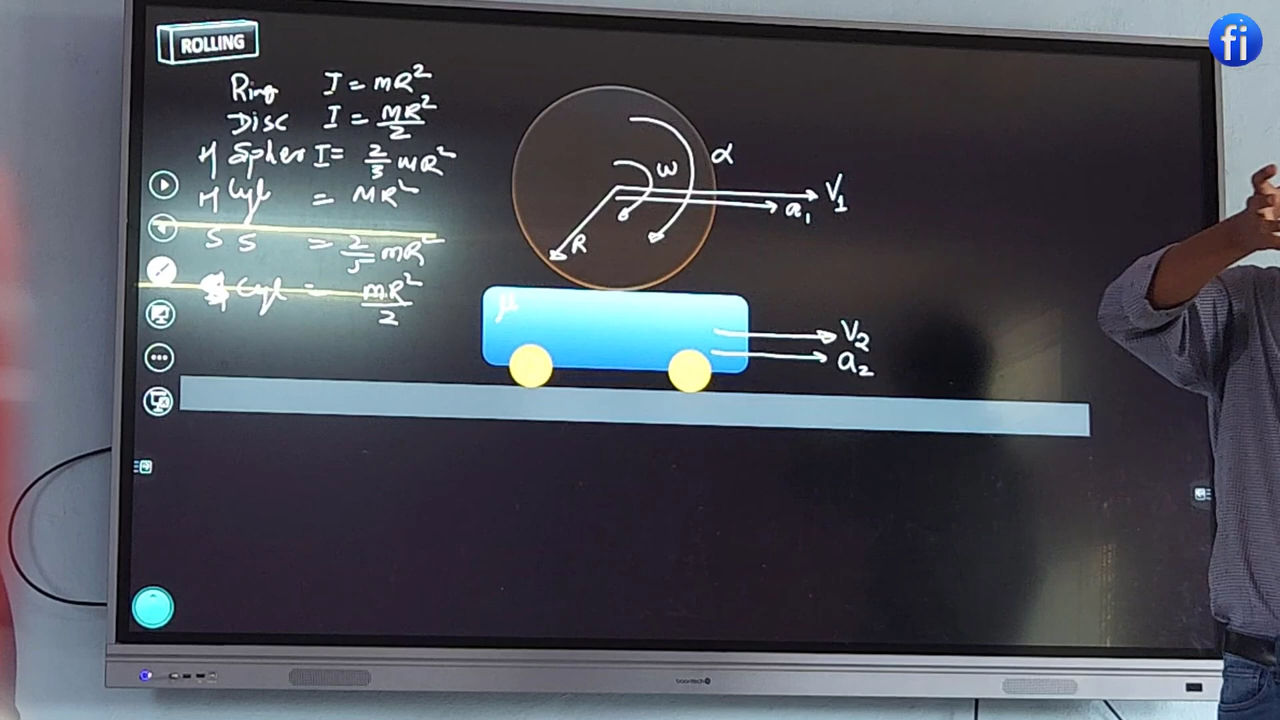 fi
ROLLING
Ring I = MR²
Disc I = MR²/2
H Spher I = 2/3 MR²
H Cyl = MR²
S S = 2/5 MR²
Cyl = MR²/2
α
ω
V₁
a₁
R
μ
V₂
a₂